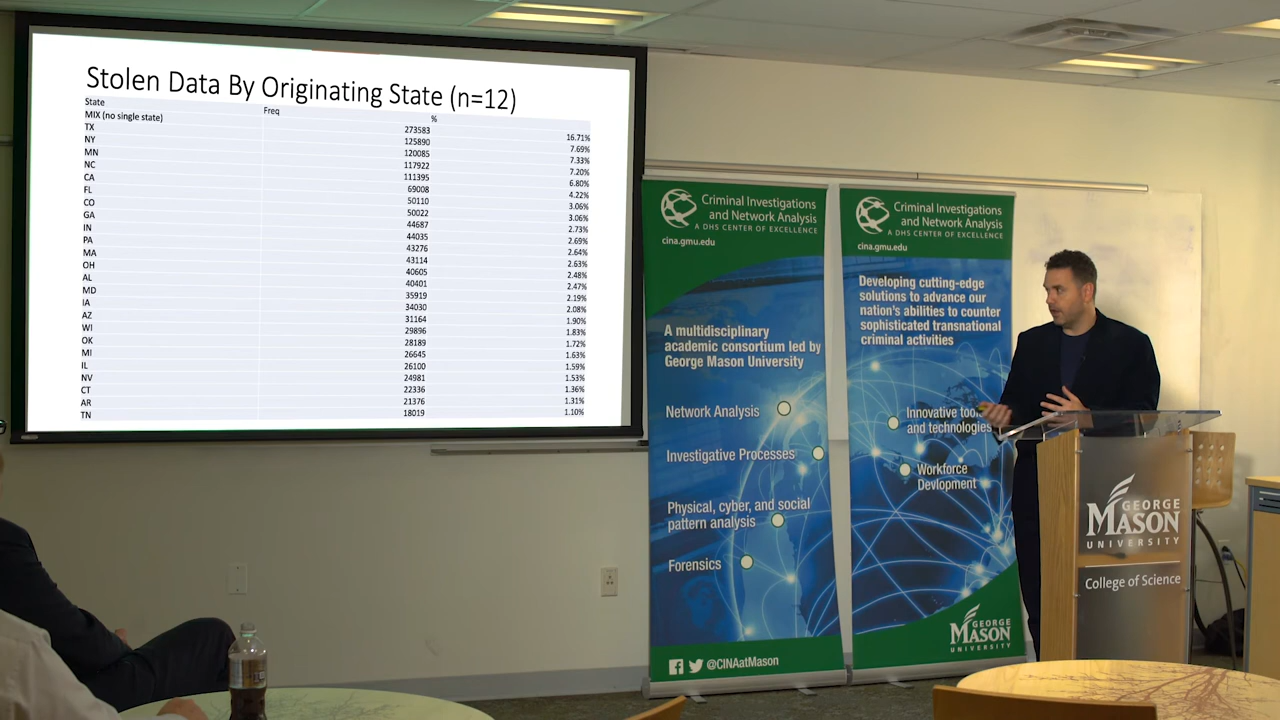 Stolen Data By Originating State (n=12)
State Freq %
MIX (no single state) 273583 16.71%
TX 125890 7.69%
NY 120085 7.33%
MN 117922 7.20%
NC 111395 6.80%
CA 69008 4.22%
FL 50110 3.06%
CO 50022 3.06%
GA 44687 2.73%
IN 44035 2.69%
PA 43276 2.64%
MA 43114 2.63%
OH 40605 2.48%
AL 40401 2.47%
MD 35919 2.19%
IA 34030 2.08%
AZ 31164 1.90%
WI 29896 1.83%
OK 28189 1.72%
MI 26645 1.63%
IL 26100 1.59%
NV 24981 1.53%
CT 22336 1.36%
AR 21376 1.31%
TN 18019 1.10%
Criminal Investigations
and Network Analysis
A DHS CENTER OF EXCELLENCE
cina.gmu.edu
A multidisciplinary
academic consortium led by
George Mason University
Network Analysis
Investigative Processes
Physical, cyber, and social
pattern analysis
Forensics
@CINAatMason
Criminal Investigations
and Network Analysis
A DHS CENTER OF EXCELLENCE
cina.gmu.edu
Developing cutting-edge
solutions to advance our
nation's abilities to counter
sophisticated transnational
criminal activities
Innovative
and technologies
Workforce
Devlopment
GEORGE
MASON
UNIVERSITY
GEORGE
MASON
UNIVERSITY
College of Science